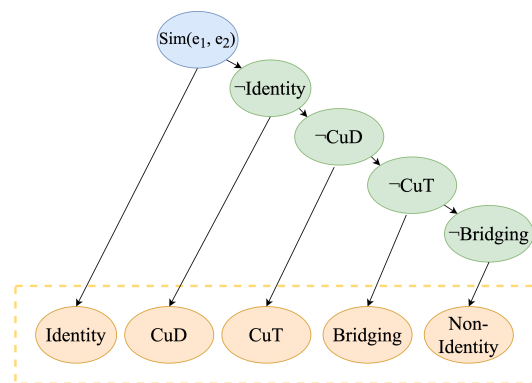 Sim(e₁, e₂)
¬Identity
¬CuD
¬CuT
¬Bridging
Identity
CuD
CuT
Bridging
Non-
Identity